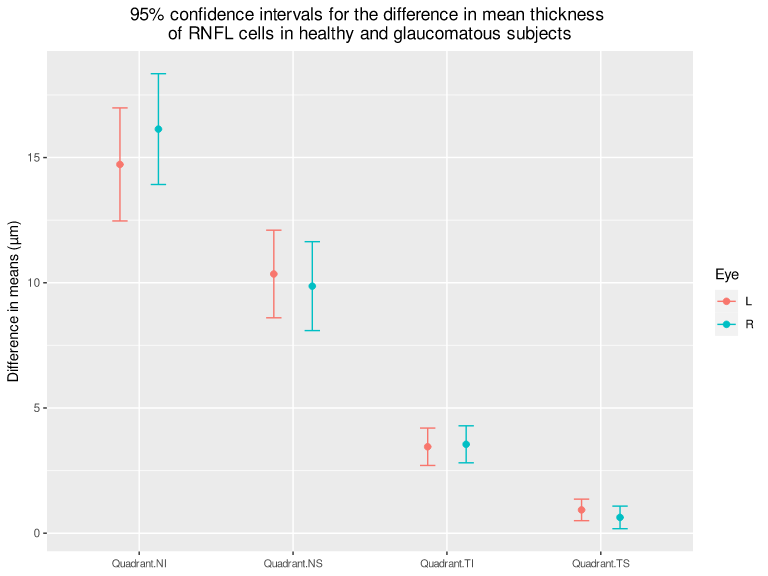 95% confidence intervals for the difference in mean thickness
of RNFL cells in healthy and glaucomatous subjects
Difference in means (µm)
15
10
5
0
Quadrant.NI
Quadrant.NS
Quadrant.TI
Quadrant.TS
Eye
L
R